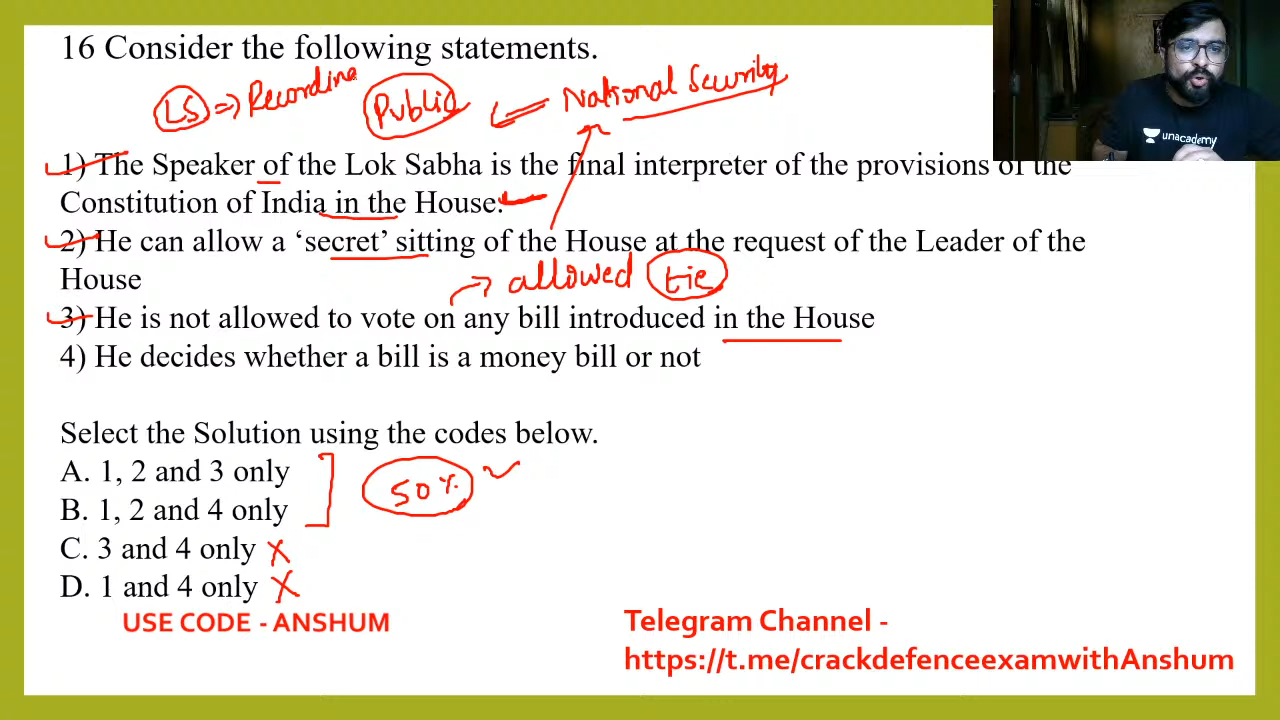 16 Consider the following statements.
LS => Recording
Public
National Security
unacademy
1) The Speaker of the Lok Sabha is the final interpreter of the provisions of the
Constitution of India in the House.
2) He can allow a ‘secret’ sitting of the House at the request of the Leader of the
House
allowed tie
3) He is not allowed to vote on any bill introduced in the House
4) He decides whether a bill is a money bill or not
Select the Solution using the codes below.
A. 1, 2 and 3 only
50%
B. 1, 2 and 4 only
C. 3 and 4 only X
D. 1 and 4 only X
USE CODE - ANSHUM
Telegram Channel -
https://t.me/crackdefenceexamwithAnshum